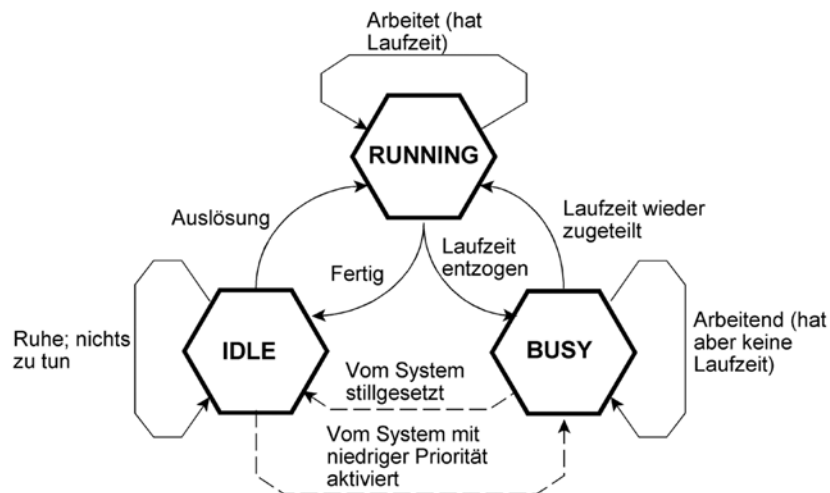 Arbeitet (hat
Laufzeit)
RUNNING
Auslösung
Laufzeit wieder
zugeteilt
Fertig
Laufzeit
entzogen
Ruhe; nichts
zu tun
IDLE
BUSY
Arbeitend (hat
aber keine
Laufzeit)
Vom System
stillgesetzt
Vom System mit
niedriger Priorität
aktiviert